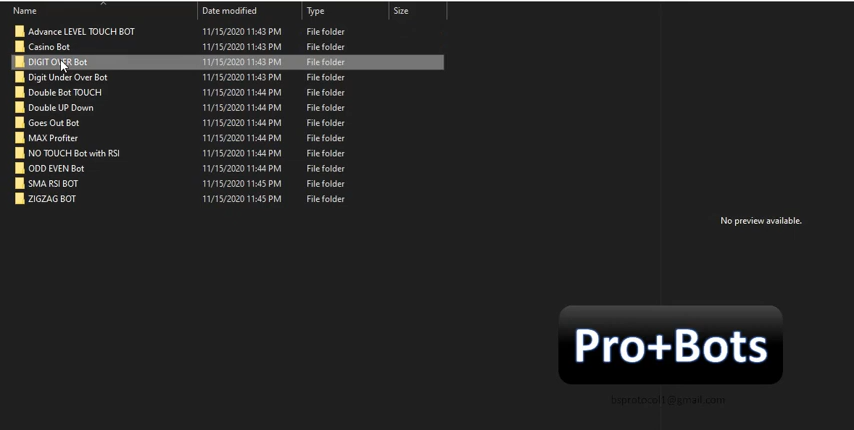 Name Date modified Type Size
Advance LEVEL TOUCH BOT 11/15/2020 11:43 PM File folder
Casino Bot 11/15/2020 11:43 PM File folder
DIGIT OVER Bot 11/15/2020 11:43 PM File folder
Digit Under Over Bot 11/15/2020 11:43 PM File folder
Double Bot TOUCH 11/15/2020 11:44 PM File folder
Double UP Down 11/15/2020 11:44 PM File folder
Goes Out Bot 11/15/2020 11:44 PM File folder
MAX Profiter 11/15/2020 11:44 PM File folder
NO TOUCH Bot with RSI 11/15/2020 11:44 PM File folder
ODD EVEN Bot 11/15/2020 11:44 PM File folder
SMA RSI BOT 11/15/2020 11:45 PM File folder
ZIGZAG BOT 11/15/2020 11:45 PM File folder
No preview available.
Pro+Bots